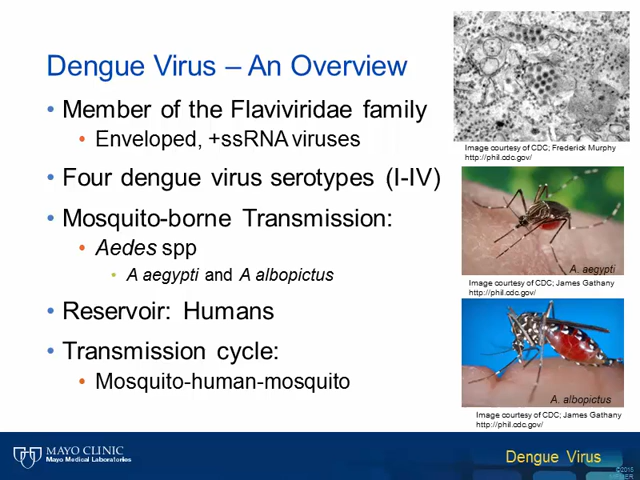 Dengue Virus – An Overview
• Member of the Flaviviridae family
• Enveloped, +ssRNA viruses
• Four dengue virus serotypes (I-IV)
• Mosquito-borne Transmission:
• Aedes spp
• A aegypti and A albopictus
• Reservoir: Humans
• Transmission cycle:
• Mosquito-human-mosquito
Image courtesy of CDC; Frederick Murphy
http://phil.cdc.gov/
A. aegypti
Image courtesy of CDC; James Gathany
http://phil.cdc.gov/
A. albopictus
Image courtesy of CDC; James Gathany
http://phil.cdc.gov/
MAYO CLINIC
Mayo Medical Laboratories
Dengue Virus